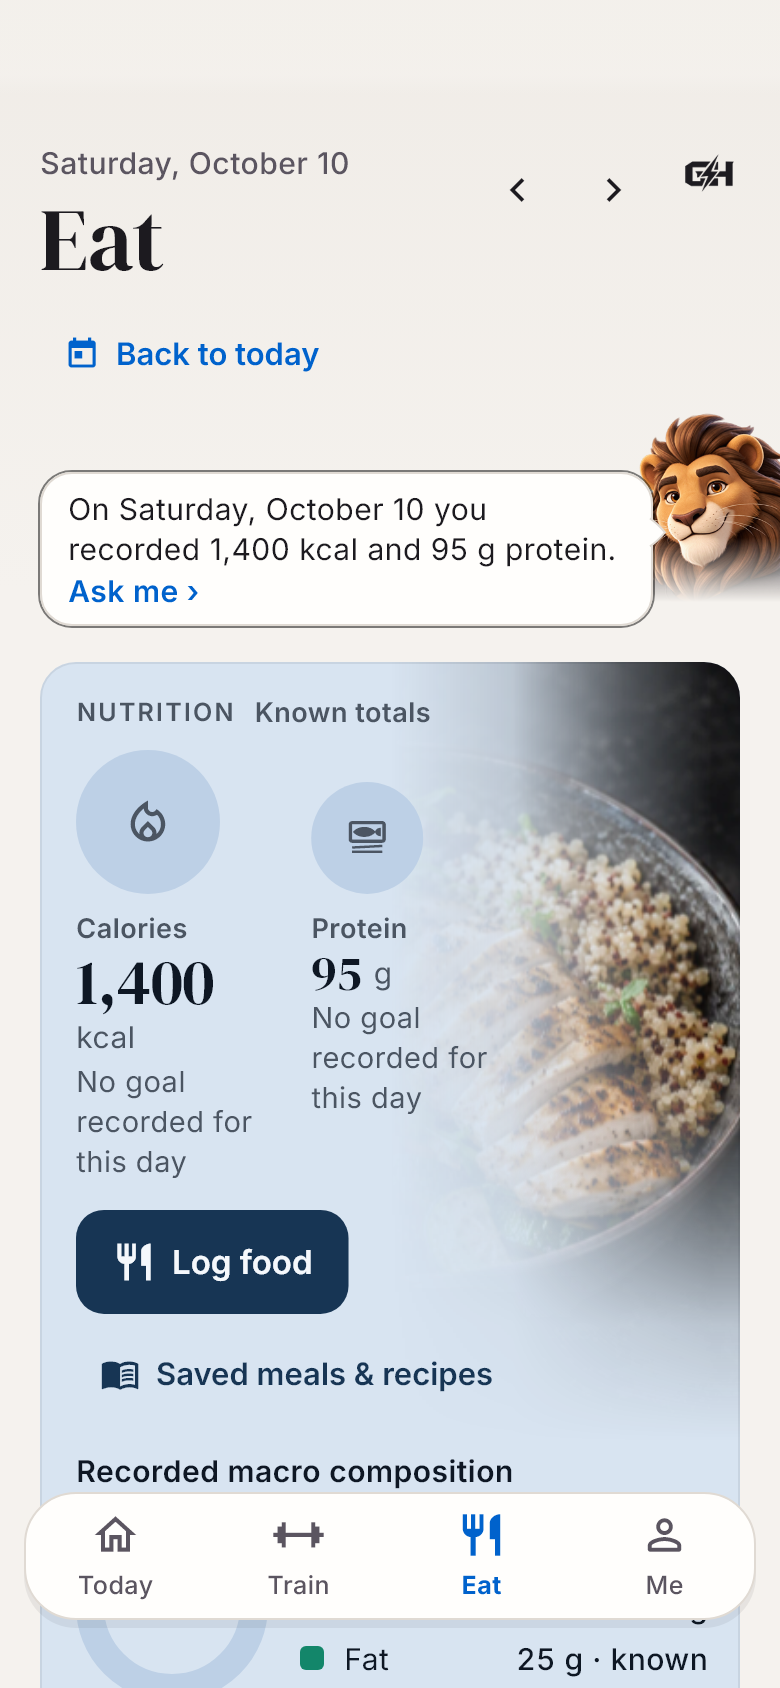 Saturday, October 10
GH
Eat
Back to today
On Saturday, October 10 you
recorded 1,400 kcal and 95 g protein.
Ask me ›
NUTRITION Known totals
Calories
1,400
kcal
No goal
recorded for
this day
Protein
95 g
No goal
recorded for
this day
Log food
Saved meals & recipes
Recorded macro composition
Today
Train
Eat
Me
Fat
25 g · known